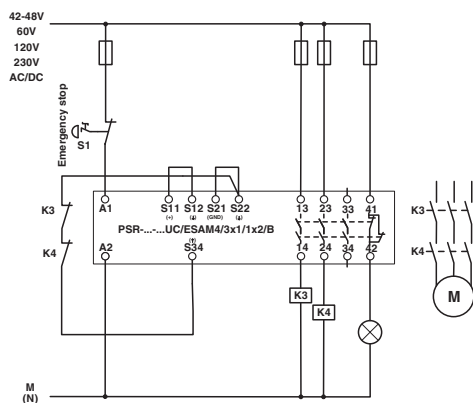 42-48V
60V
120V
230V
AC/DC
Emergency stop
S1
A1
S11
S12
S21
S22
13
23
33
41
(+)
(GND)
K3
K3
PSR-...-...UC/ESAM4/3x1/1x2/B
K4
K4
A2
S34
14
24
34
42
K3
K4
M
M
(N)